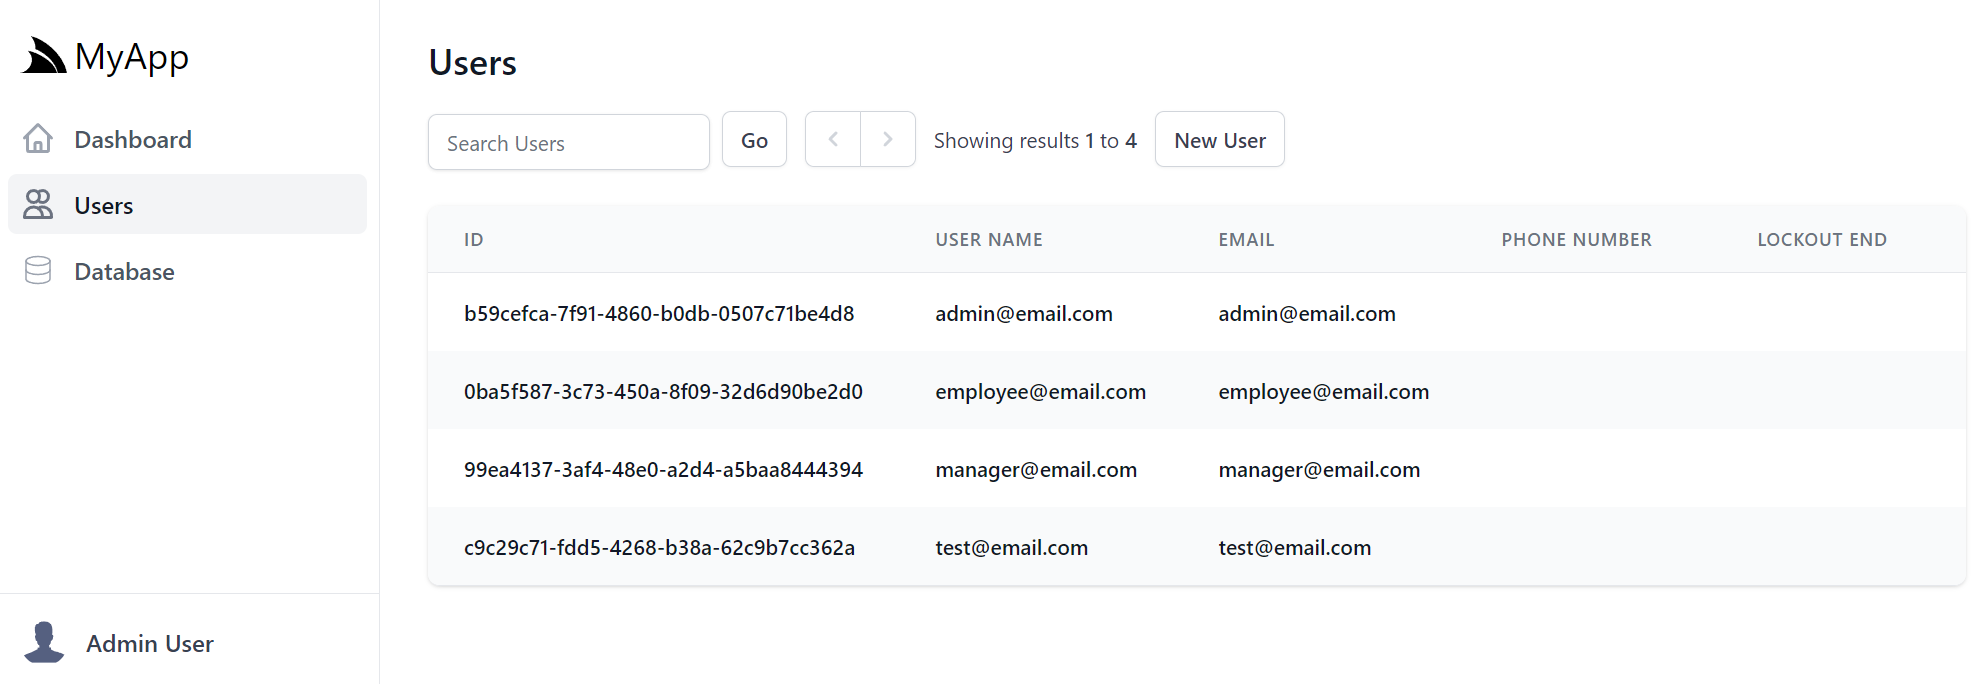 MyApp
Dashboard
Users
Database
Admin User
Users
Search Users Go Showing results 1 to 4 New User
ID USER NAME EMAIL PHONE NUMBER LOCKOUT END
b59cefca-7f91-4860-b0db-0507c71be4d8 admin@email.com admin@email.com
0ba5f587-3c73-450a-8f09-32d6d90be2d0 employee@email.com employee@email.com
99ea4137-3af4-48e0-a2d4-a5baa8444394 manager@email.com manager@email.com
c9c29c71-fdd5-4268-b38a-62c9b7cc362a test@email.com test@email.com